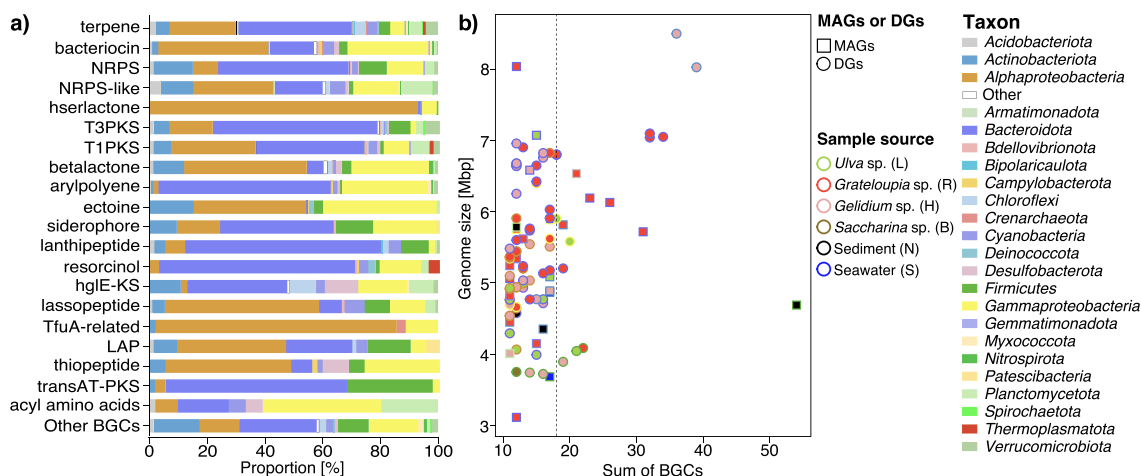 a)
terpene
bacteriocin
NRPS
NRPS-like
hserlactone
T3PKS
T1PKS
betalactone
arylpolyene
ectoine
siderophore
lanthipeptide
resorcinol
hglE-KS
lassopeptide
TfuA-related
LAP
thiopeptide
transAT-PKS
acyl amino acids
Other BGCs
0 20 40 60 80 100
Proportion [%]
b)
Genome size [Mbp]
8
7
6
5
4
3
10 20 30 40 50
Sum of BGCs
MAGs or DGs
MAGs
DGs
Sample source
Ulva sp. (L)
Grateloupia sp. (R)
Gelidium sp. (H)
Saccharina sp. (B)
Sediment (N)
Seawater (S)
Taxon
Acidobacteriota
Actinobacteriota
Alphaproteobacteria
Other
Armatimonadota
Bacteroidota
Bdellovibrionota
Bipolaricaulota
Campylobacterota
Chloroflexi
Crenarchaeota
Cyanobacteria
Deinococcota
Desulfobacterota
Firmicutes
Gammaproteobacteria
Gemmatimonadota
Myxococcota
Nitrospirota
Patescibacteria
Planctomycetota
Spirochaetota
Thermoplasmatota
Verrucomicrobiota